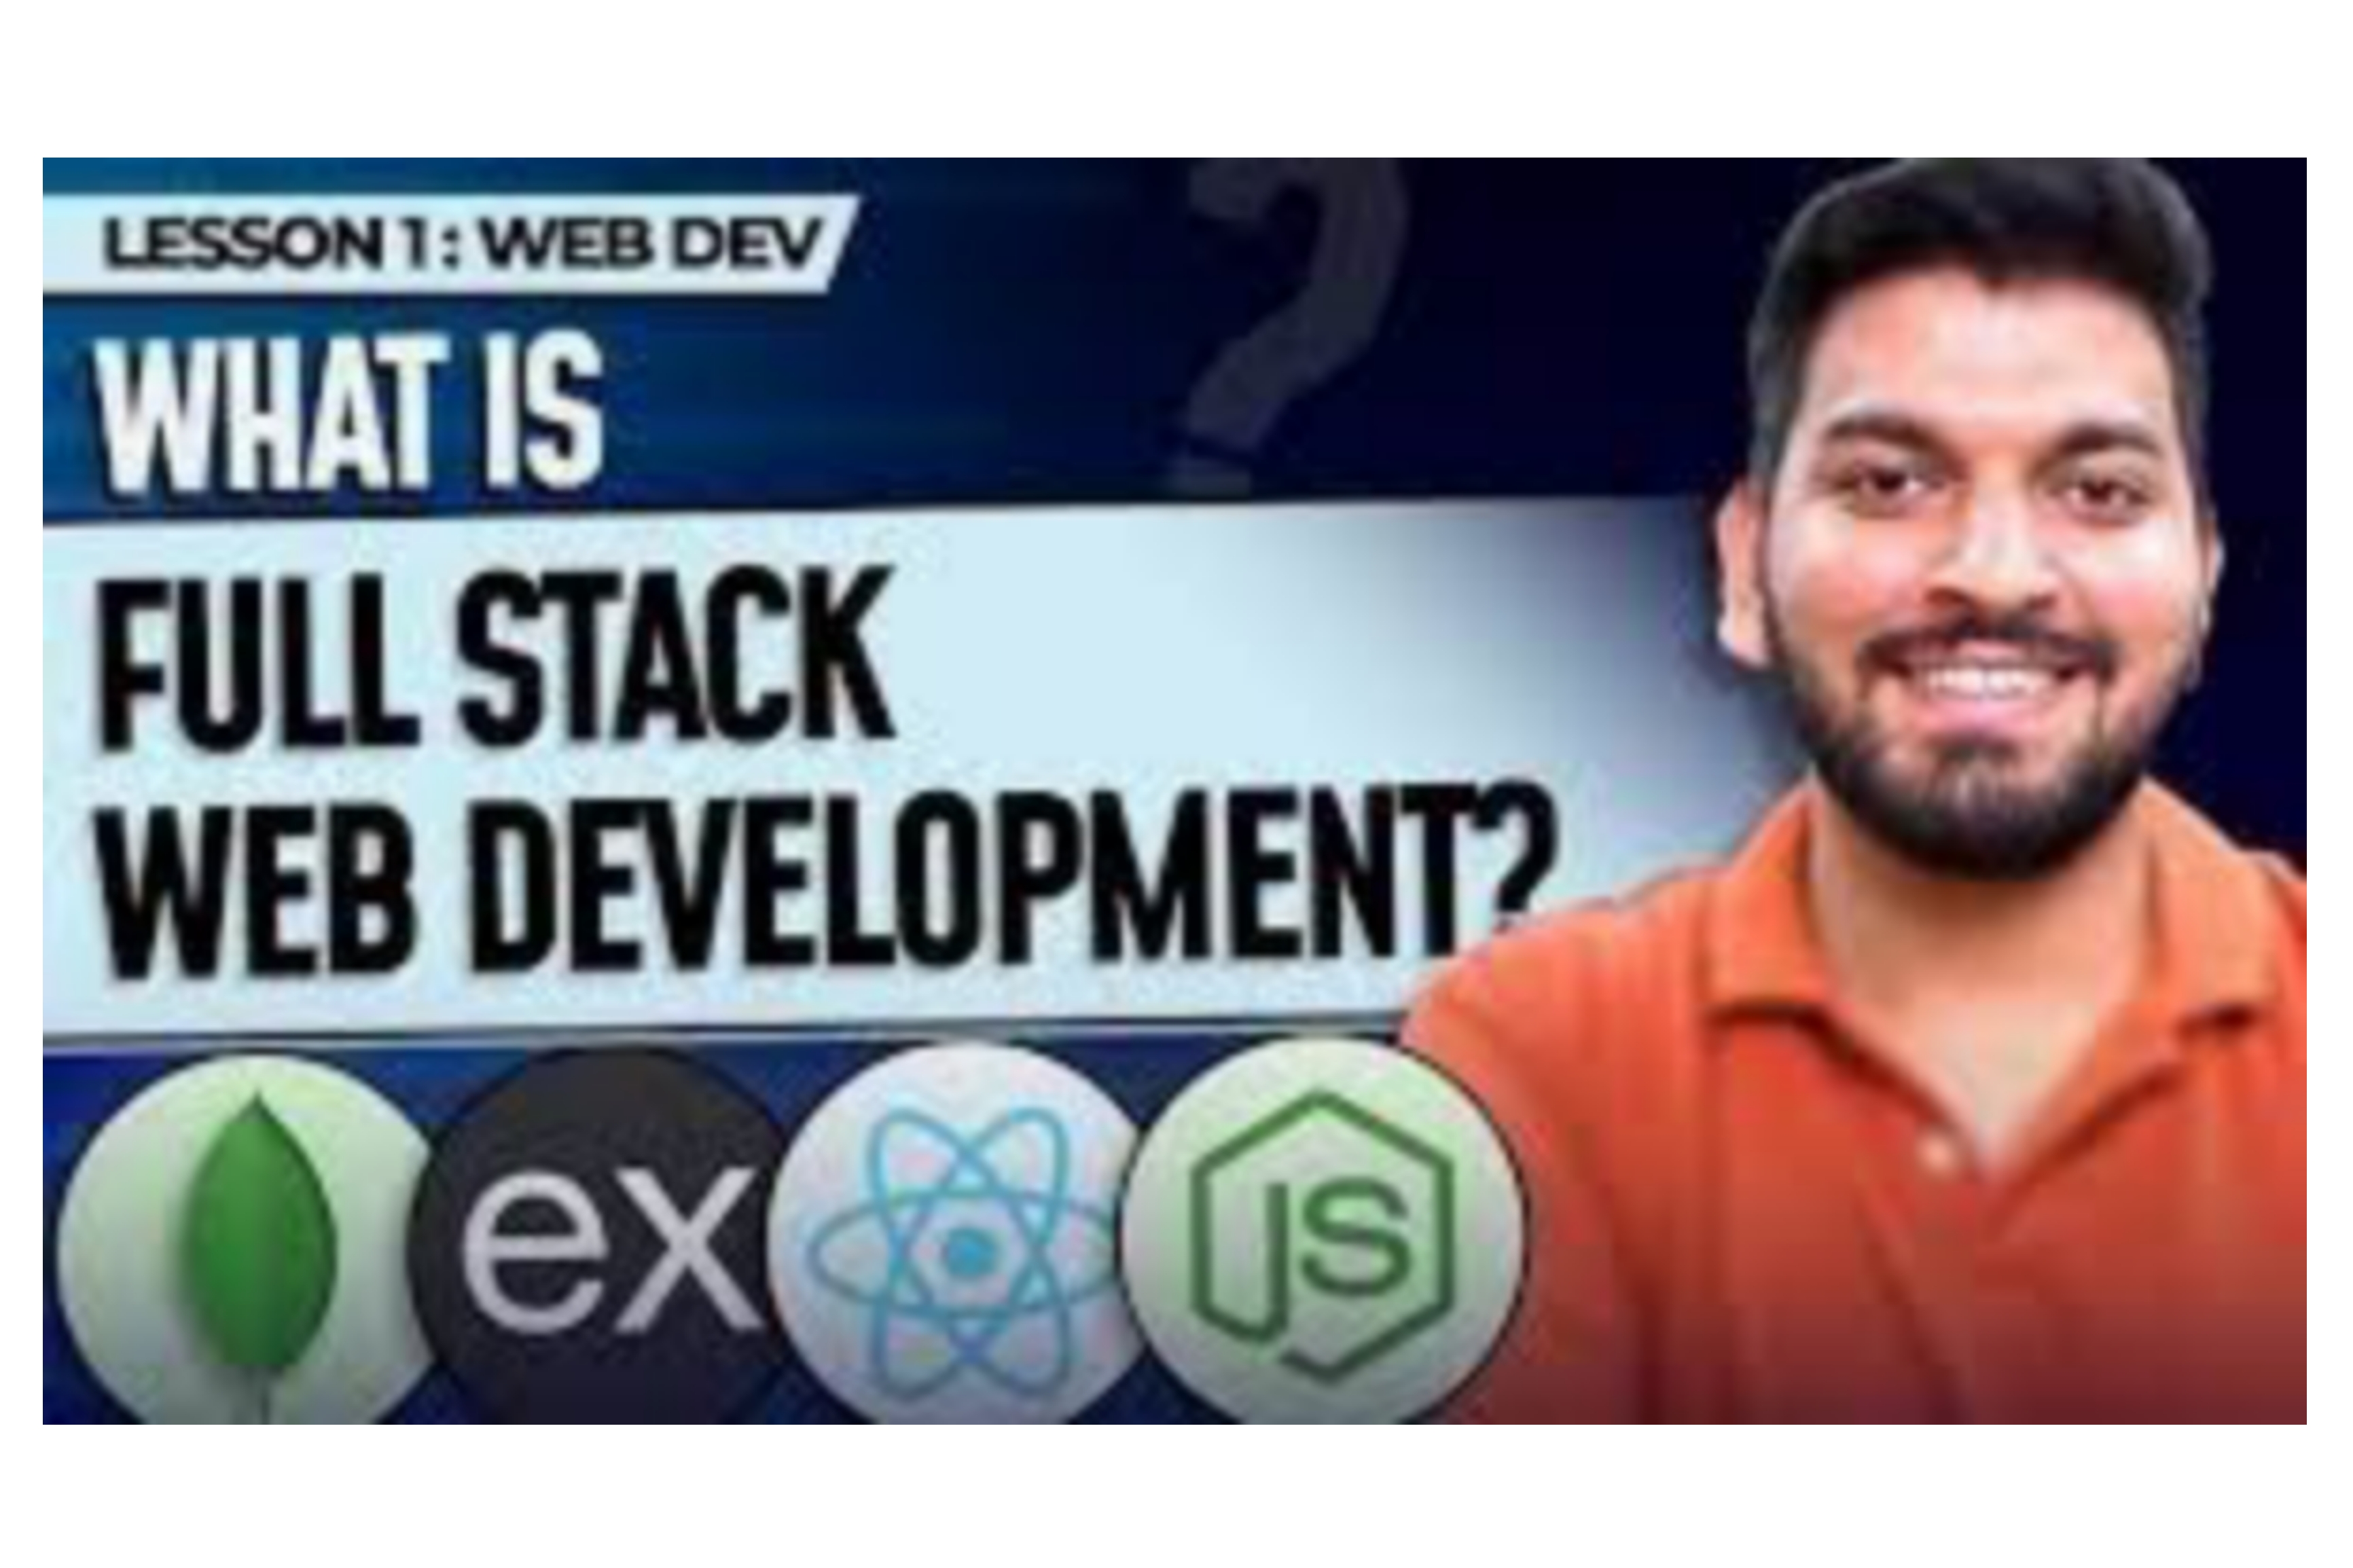 LESSON 1: WEB DEV
WHAT IS
FULL STACK
WEB DEVELOPMENT?
ex
JS